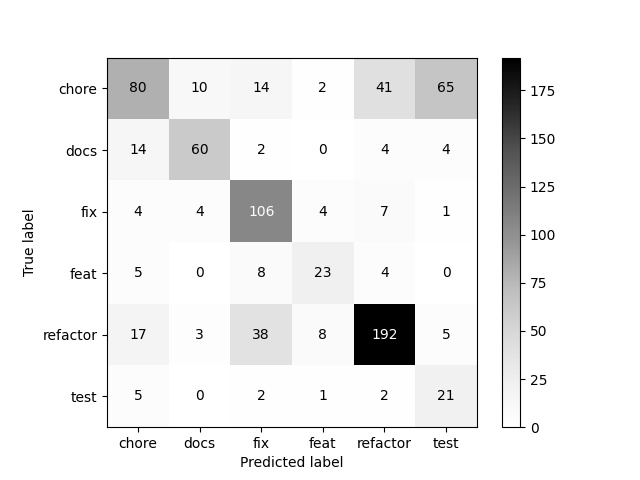 chore 80 10 14 2 41 65
docs 14 60 2 0 4 4
fix 4 4 106 4 7 1
feat 5 0 8 23 4 0
refactor 17 3 38 8 192 5
test 5 0 2 1 2 21
chore docs fix feat refactor test
Predicted label
True label
175
150
125
100
75
50
25
0